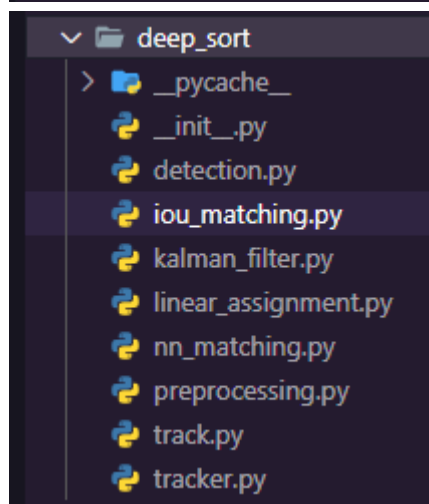 deep_sort
__pycache__
__init__.py
detection.py
iou_matching.py
kalman_filter.py
linear_assignment.py
nn_matching.py
preprocessing.py
track.py
tracker.py